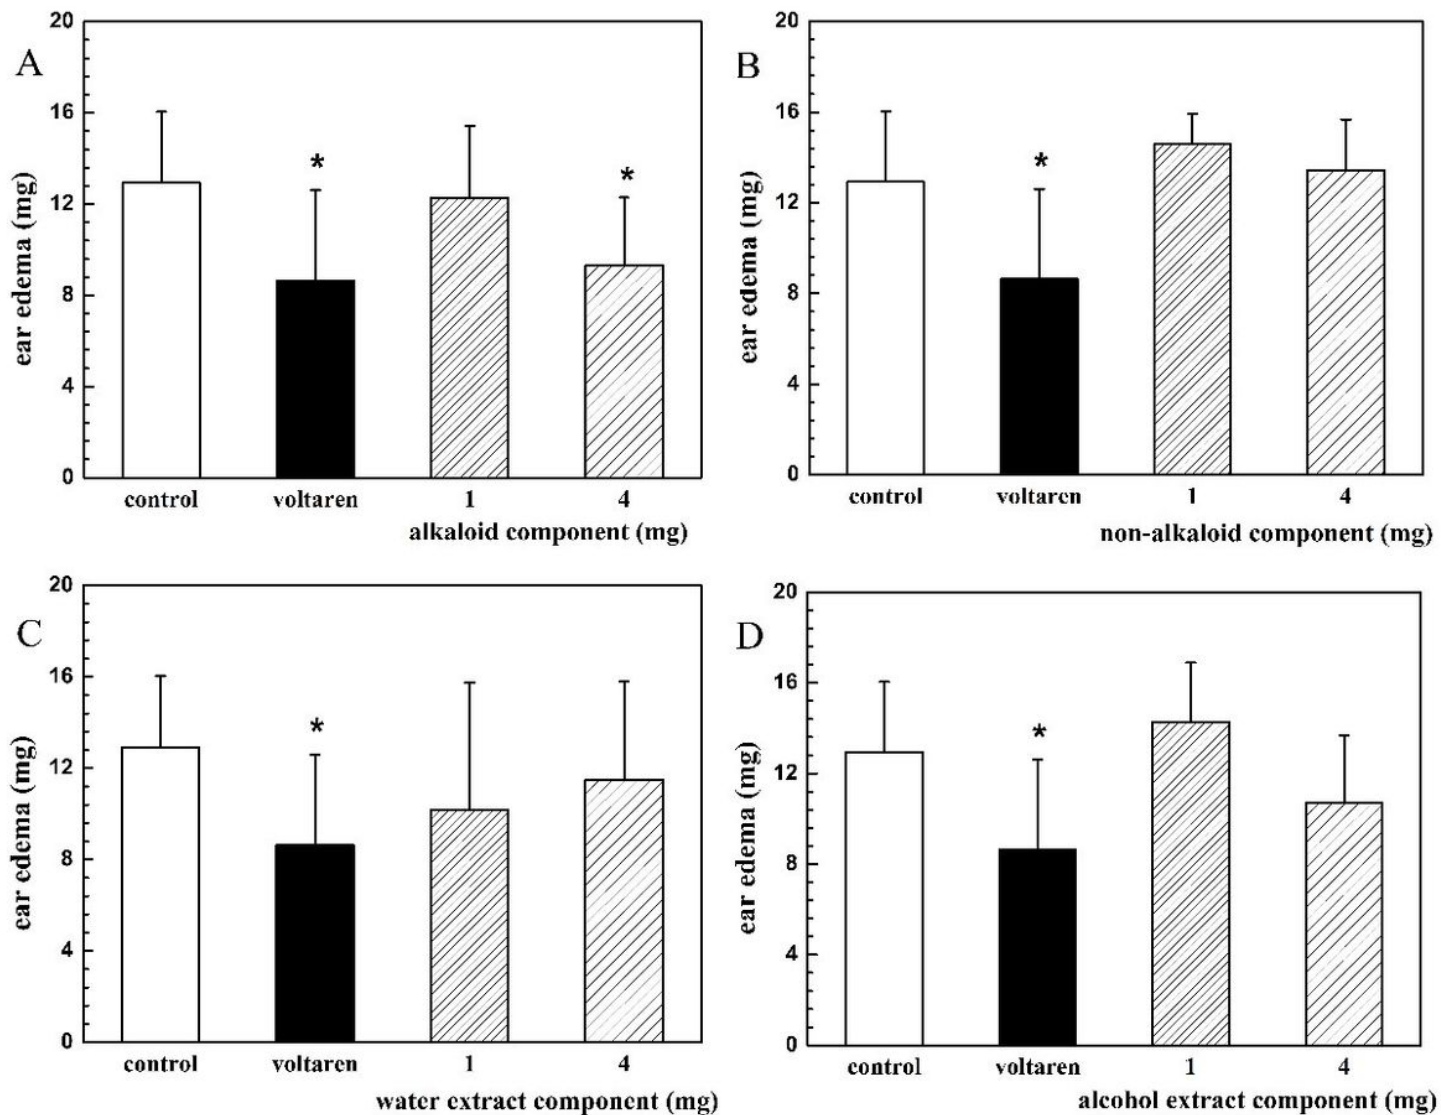 A
20
16
12
8
4
0
ear edema (mg)
*
*
control voltaren 1 4
alkaloid component (mg)
B
20
16
12
8
4
0
ear edema (mg)
*
control voltaren 1 4
non-alkaloid component (mg)
C
20
16
12
8
4
0
ear edema (mg)
*
control voltaren 1 4
water extract component (mg)
D
20
16
12
8
4
0
ear edema (mg)
*
control voltaren 1 4
alcohol extract component (mg)